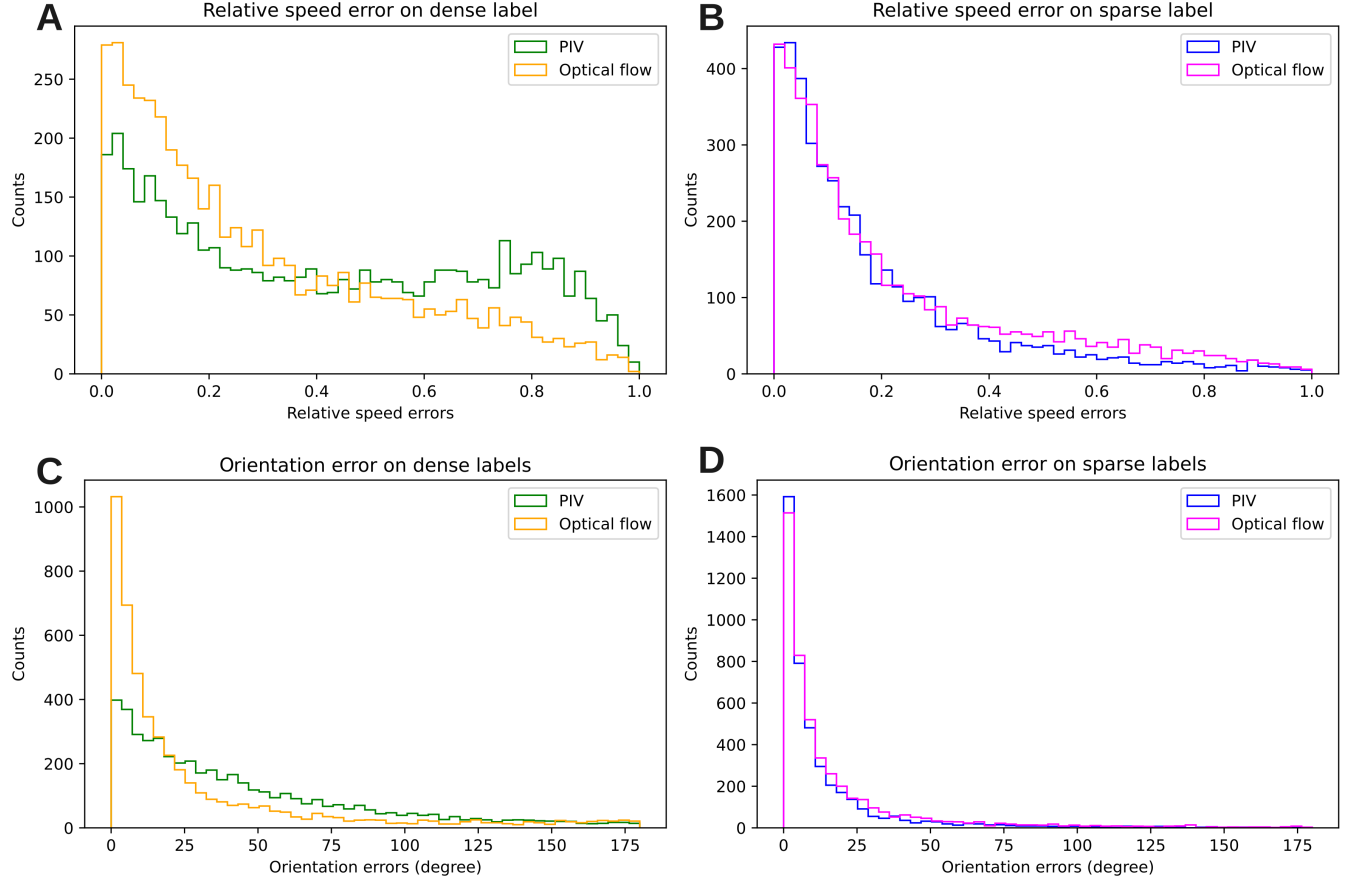 A
Relative speed error on dense label
PIV
Optical flow
Counts
250
200
150
100
50
0
0.0 0.2 0.4 0.6 0.8 1.0
Relative speed errors
B
Relative speed error on sparse label
PIV
Optical flow
Counts
400
300
200
100
0
0.0 0.2 0.4 0.6 0.8 1.0
Relative speed errors
C
Orientation error on dense labels
PIV
Optical flow
Counts
1000
800
600
400
200
0
0 25 50 75 100 125 150 175
Orientation errors (degree)
D
Orientation error on sparse labels
PIV
Optical flow
Counts
1600
1400
1200
1000
800
600
400
200
0
0 25 50 75 100 125 150 175
Orientation errors (degree)